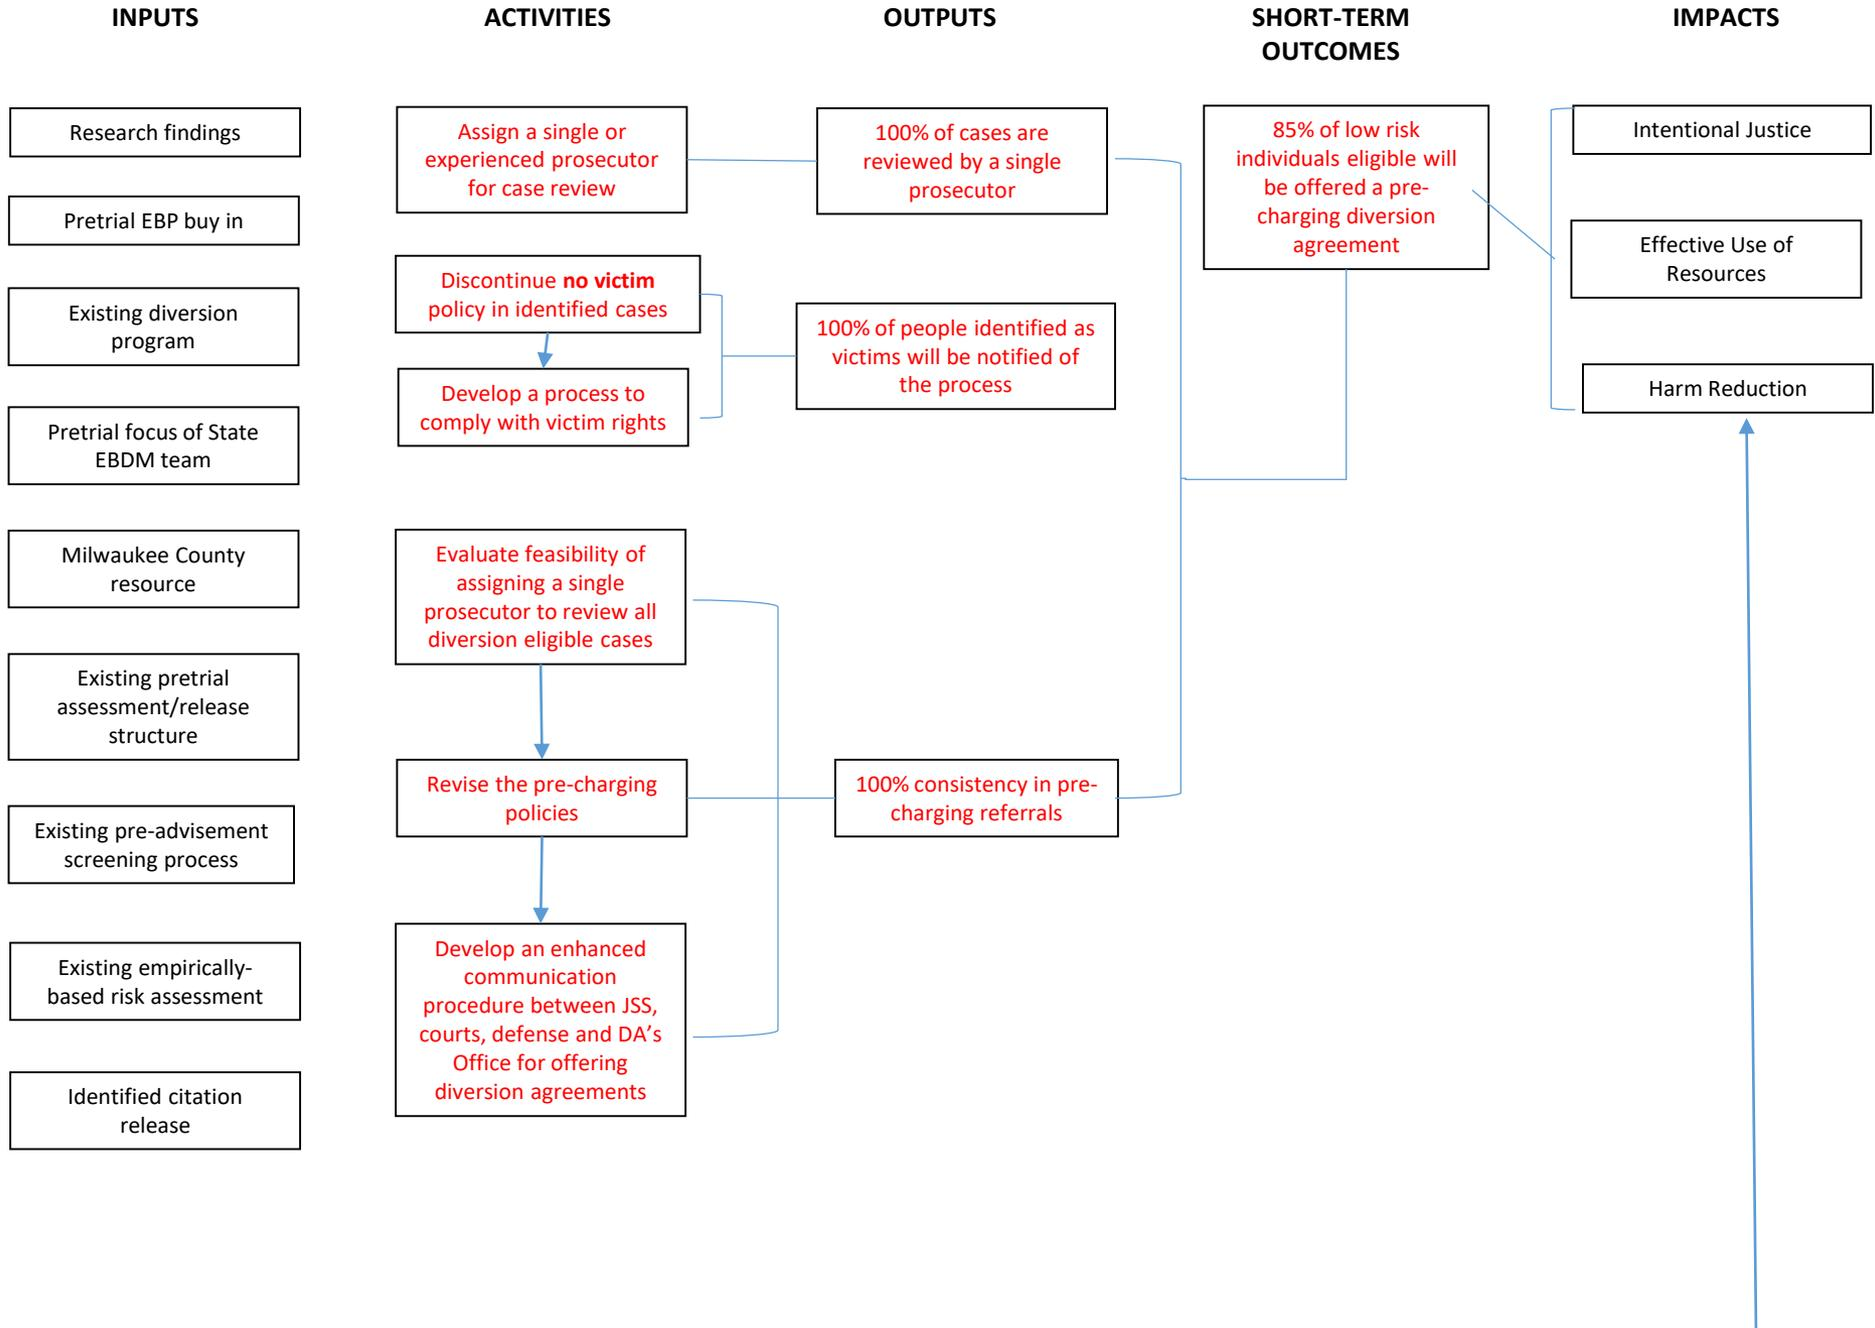 INPUTS
ACTIVITIES
OUTPUTS
SHORT-TERM
OUTCOMES
IMPACTS
Research findings
Pretrial EBP buy in
Existing diversion
program
Pretrial focus of State
EBDM team
Milwaukee County
resource
Existing pretrial
assessment/release
structure
Existing pre-advisement
screening process
Existing empirically-
based risk assessment
Identified citation
release
Assign a single or
experienced prosecutor
for case review
Discontinue no victim
policy in identified cases
Develop a process to
comply with victim rights
Evaluate feasibility of
assigning a single
prosecutor to review all
diversion eligible cases
Revise the pre-charging
policies
Develop an enhanced
communication
procedure between JSS,
courts, defense and DA’s
Office for offering
diversion agreements
100% of cases are
reviewed by a single
prosecutor
100% of people identified as
victims will be notified of
the process
100% consistency in pre-
charging referrals
85% of low risk
individuals eligible will
be offered a pre-
charging diversion
agreement
Intentional Justice
Effective Use of
Resources
Harm Reduction